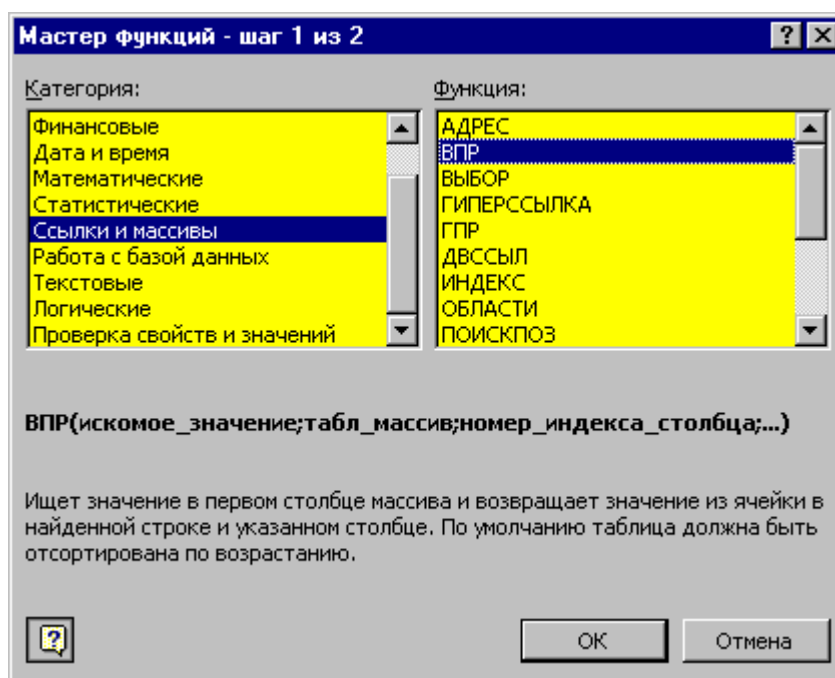 Мастер функций - шаг 1 из 2
Категория:
Финансовые
Дата и время
Математические
Статистические
Ссылки и массивы
Работа с базой данных
Текстовые
Логические
Проверка свойств и значений
Функция:
АДРЕС
ВПР
ВЫБОР
ГИПЕРССЫЛКА
ГПР
ДВССЫЛ
ИНДЕКС
ОБЛАСТИ
ПОИСКПОЗ
ВПР(искомое_значение;табл_массив;номер_индекса_столбца;...)
Ищет значение в первом столбце массива и возвращает значение из ячейки в
найденной строке и указанном столбце. По умолчанию таблица должна быть
отсортирована по возрастанию.
ОК
Отмена